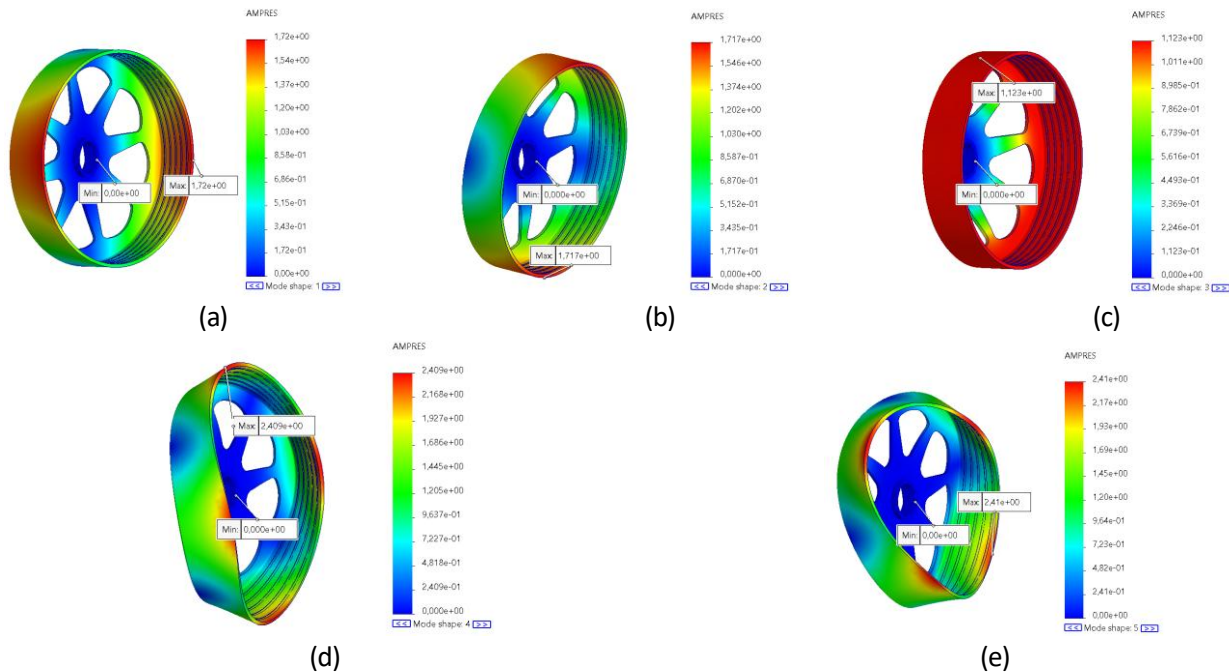 AMPRES
1,72e+00
1,54e+00
1,37e+00
1,20e+00
1,03e+00
8,58e-01
6,86e-01
5,15e-01
3,43e-01
1,72e-01
0,00e+00
Min: 0,00e+00
Max: 1,72e+00
<< Mode shape: 1 >>
(a)
AMPRES
1,717e+00
1,546e+00
1,374e+00
1,202e+00
1,030e+00
8,587e-01
6,870e-01
5,152e-01
3,435e-01
1,717e-01
0,000e+00
Min: 0,000e+00
Max: 1,717e+00
<< Mode shape: 2 >>
(b)
AMPRES
1,123e+00
1,011e+00
8,985e-01
7,862e-01
6,739e-01
5,616e-01
4,493e-01
3,369e-01
2,246e-01
1,123e-01
0,000e+00
Max: 1,123e+00
Min: 0,000e+00
<< Mode shape: 3 >>
(c)
AMPRES
2,409e+00
2,168e+00
1,927e+00
1,686e+00
1,445e+00
1,205e+00
9,637e-01
7,227e-01
4,818e-01
2,409e-01
0,000e+00
Max: 2,409e+00
Min: 0,000e+00
<< Mode shape: 4 >>
(d)
AMPRES
2,41e+00
2,17e+00
1,93e+00
1,69e+00
1,45e+00
1,20e+00
9,64e-01
7,23e-01
4,82e-01
2,41e-01
0,00e+00
Max: 2,41e+00
Min: 0,00e+00
<< Mode shape: 5 >>
(e)